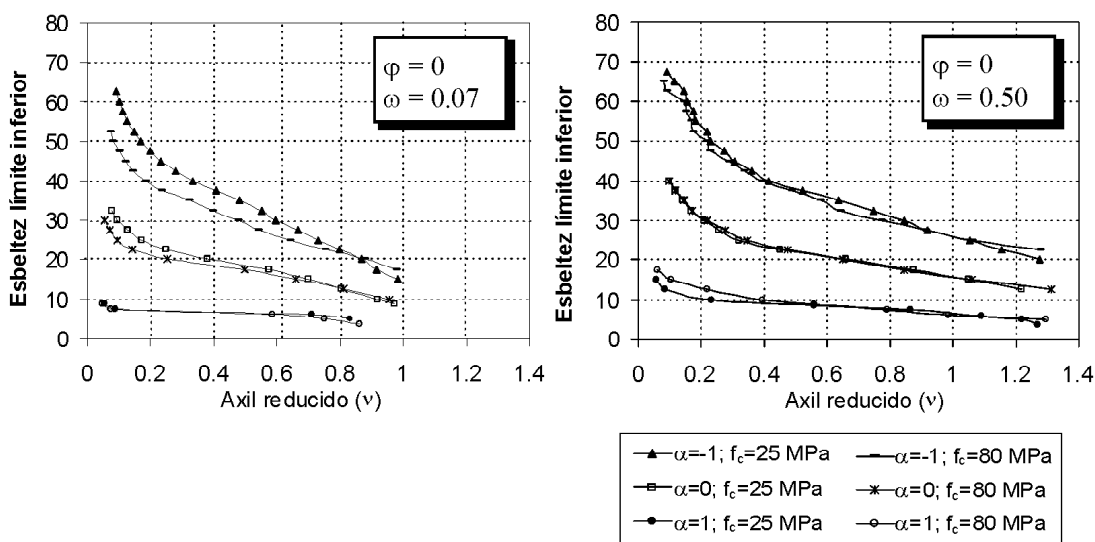 Esbeltez límite inferior
80
70
60
50
40
30
20
10
0
φ = 0
ω = 0.07
0 0.2 0.4 0.6 0.8 1 1.2 1.4
Axil reducido (ν)
Esbeltez límite inferior
80
70
60
50
40
30
20
10
0
φ = 0
ω = 0.50
0 0.2 0.4 0.6 0.8 1 1.2 1.4
Axil reducido (ν)
α=-1; fc=25 MPa
α=-1; fc=80 MPa
α=0; fc=25 MPa
α=0; fc=80 MPa
α=1; fc=25 MPa
α=1; fc=80 MPa